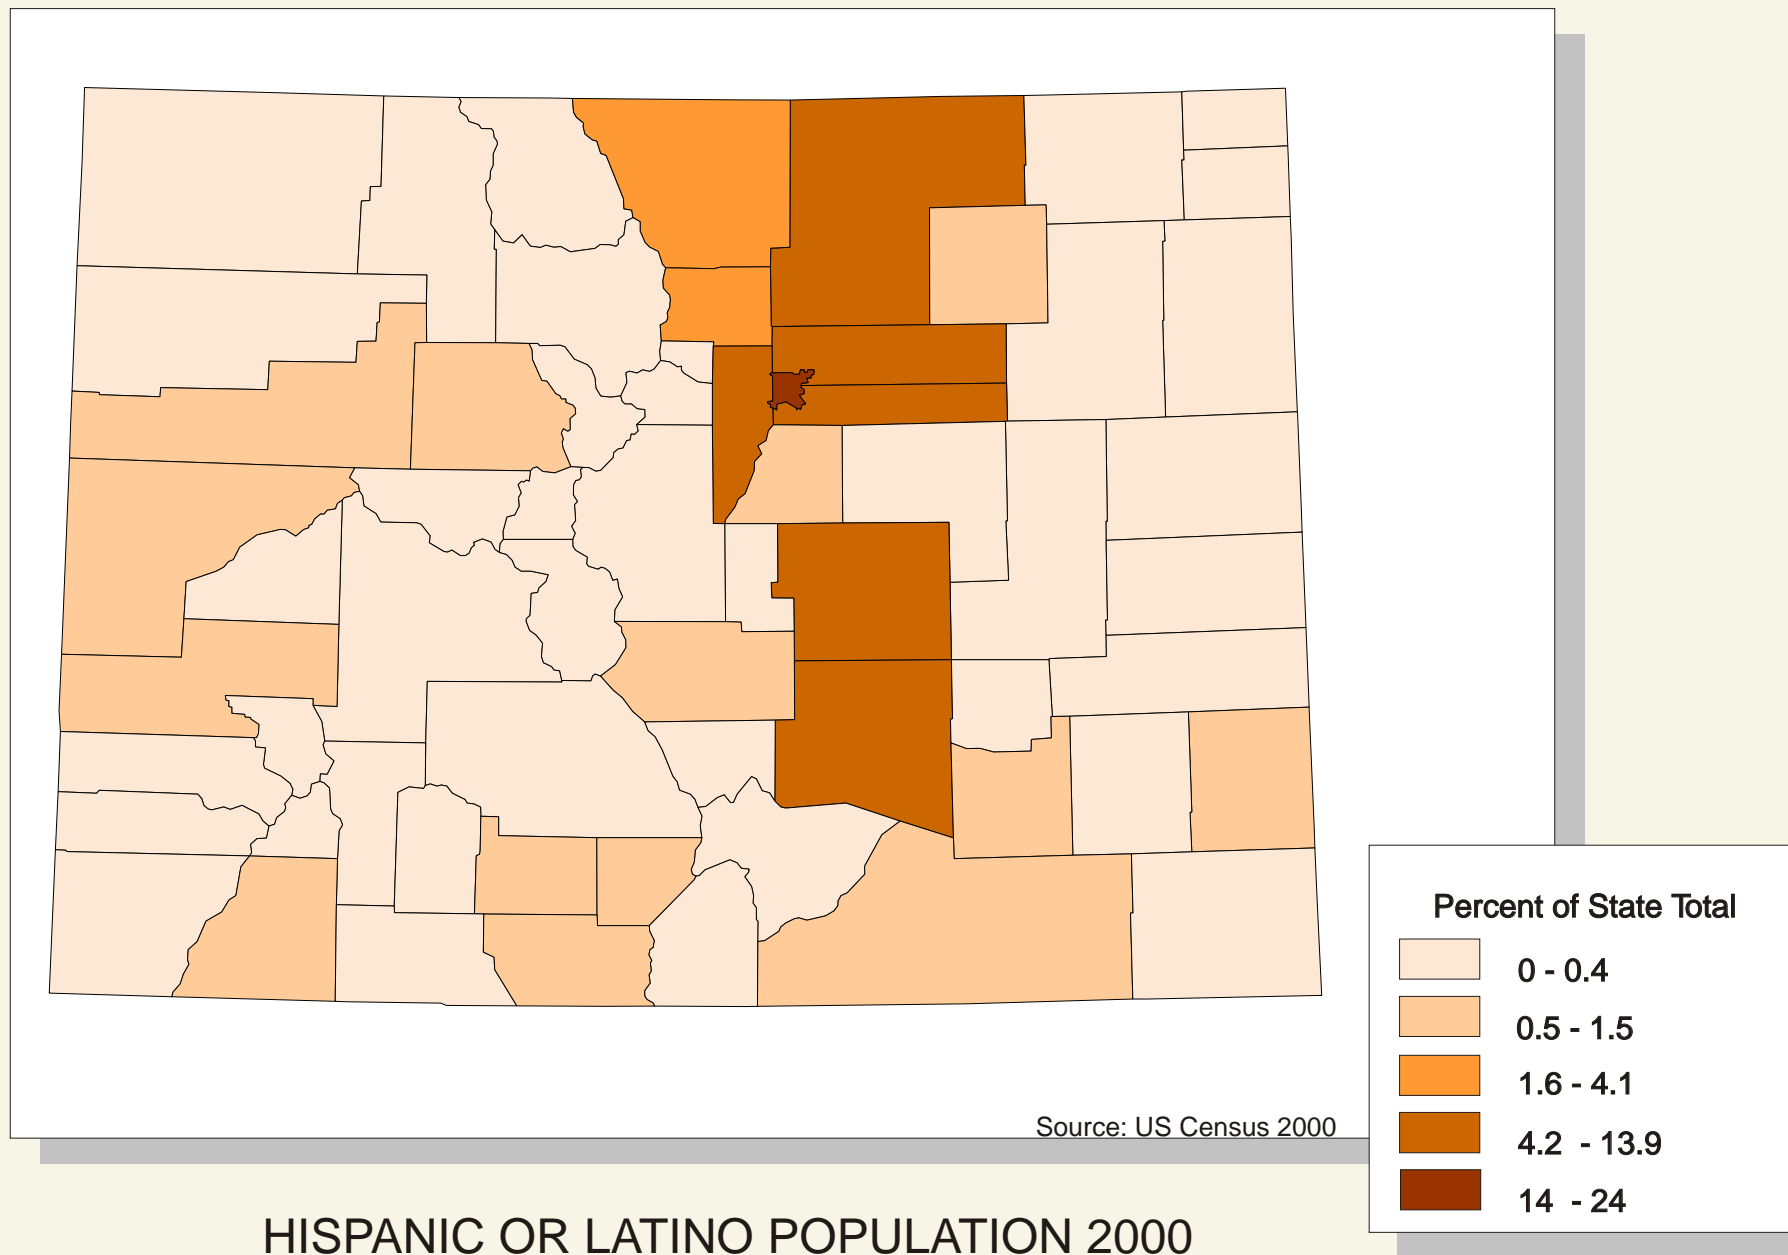 Percent of State Total
0 - 0.4
0.5 - 1.5
1.6 - 4.1
4.2 - 13.9
14 - 24
Source: US Census 2000
HISPANIC OR LATINO POPULATION 2000